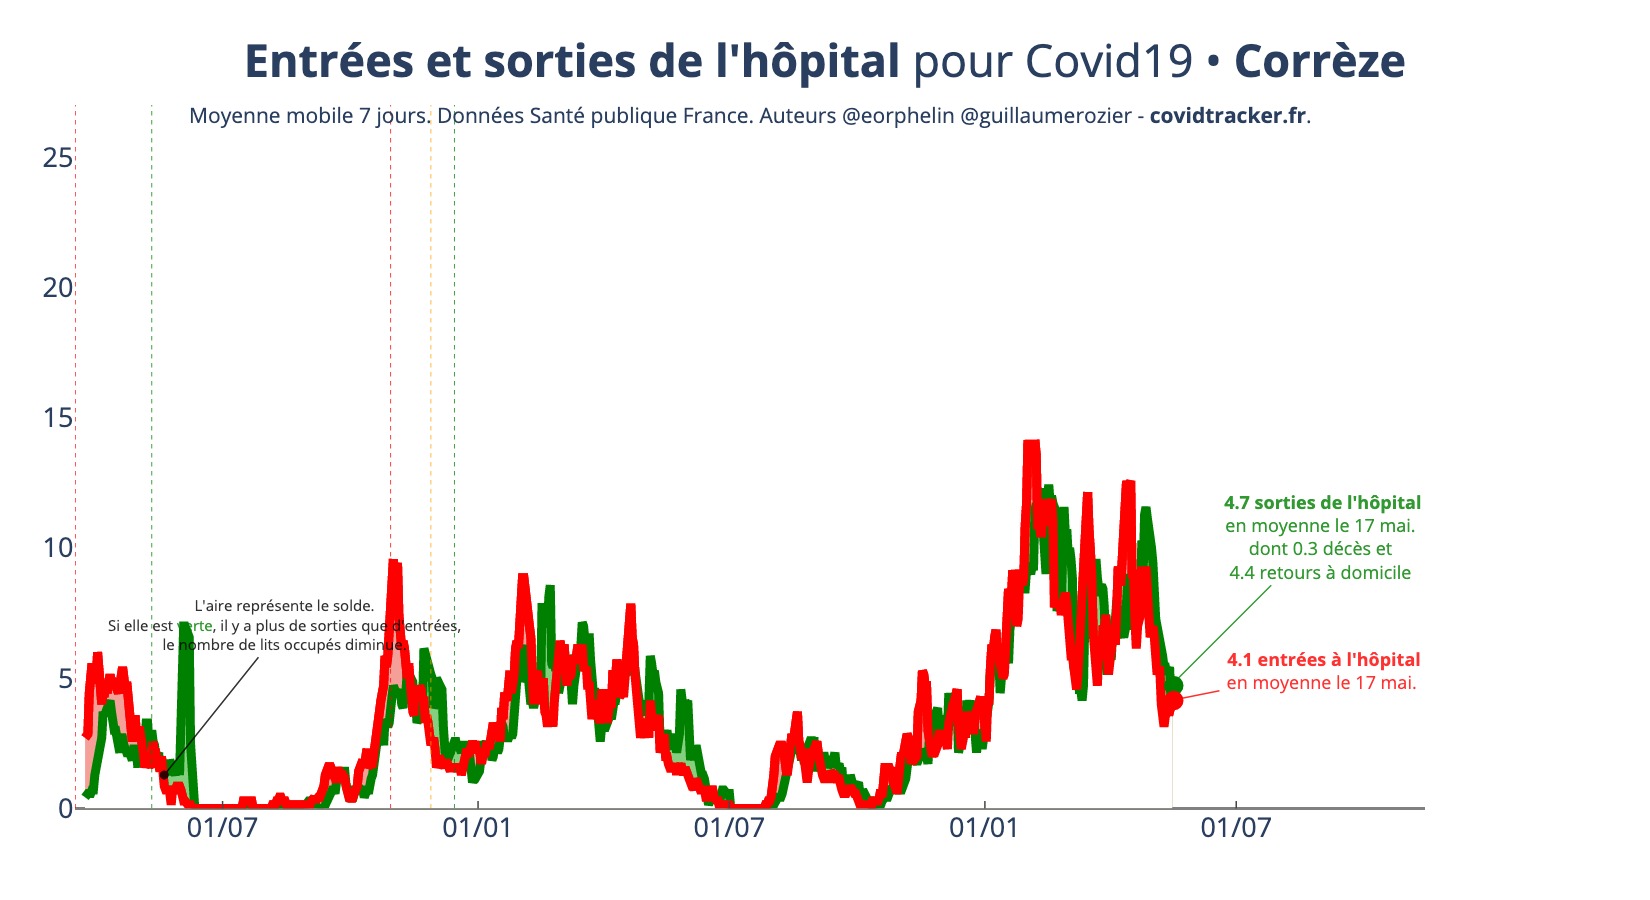 Entrées et sorties de l'hôpital pour Covid19 • Corrèze
Moyenne mobile 7 jours. Données Santé publique France. Auteurs @eorphelin @guillaumerozier - covidtracker.fr.
25
20
15
10
5
0
L'aire représente le solde.
Si elle est verte, il y a plus de sorties que d'entrées,
le nombre de lits occupés diminue.
4.7 sorties de l'hôpital
en moyenne le 17 mai.
dont 0.3 décès et
4.4 retours à domicile
4.1 entrées à l'hôpital
en moyenne le 17 mai.
01/07
01/01
01/07
01/01
01/07